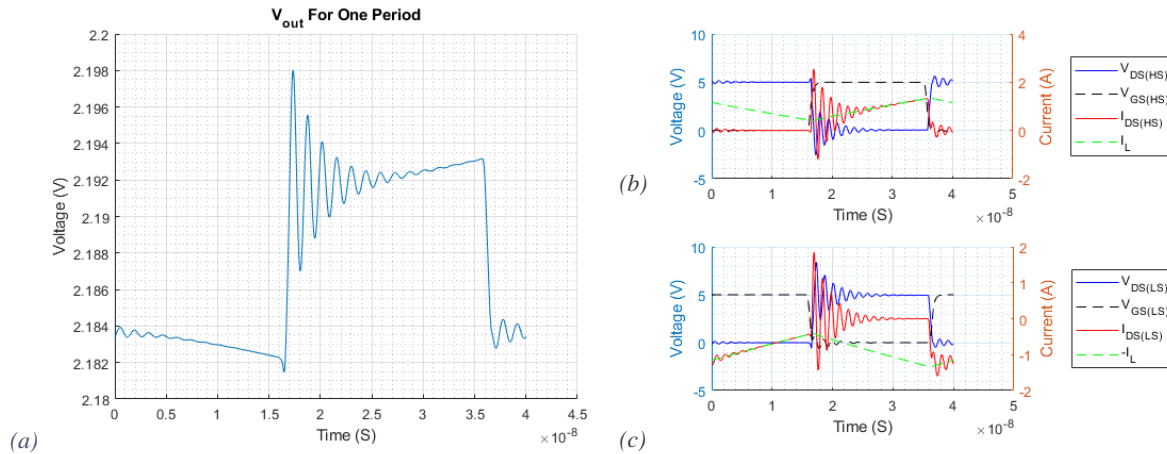 V_out For One Period
2.2
2.198
2.196
2.194
2.192
2.19
2.188
2.186
2.184
2.182
2.18
Voltage (V)
0 0.5 1 1.5 2 2.5 3 3.5 4 4.5
Time (S)
×10⁻⁸
(a)
10
5
0
-5
Voltage (V)
4
2
0
-2
Current (A)
0 1 2 3 4 5
Time (S)
×10⁻⁸
V_DS(HS)
V_GS(HS)
I_DS(HS)
I_L
(b)
10
5
0
-5
Voltage (V)
2
1
0
-1
-2
Current (A)
0 1 2 3 4 5
Time (S)
×10⁻⁸
V_DS(LS)
V_GS(LS)
I_DS(LS)
-I_L
(c)